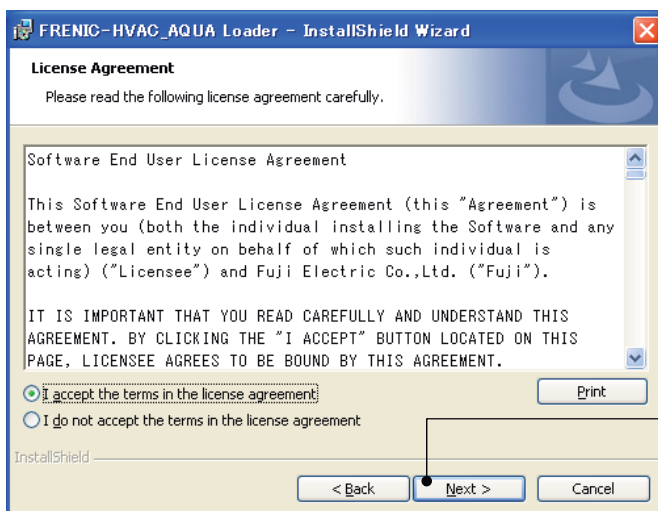 FRENIC-HVAC_AQUA Loader - InstallShield Wizard
License Agreement
Please read the following license agreement carefully.
Software End User License Agreement
This Software End User License Agreement (this "Agreement") is
between you (both the individual installing the Software and any
single legal entity on behalf of which such individual is
acting) ("Licensee") and Fuji Electric Co.,Ltd. ("Fuji").
IT IS IMPORTANT THAT YOU READ CAREFULLY AND UNDERSTAND THIS
AGREEMENT. BY CLICKING THE "I ACCEPT" BUTTON LOCATED ON THIS
PAGE, LICENSEE AGREES TO BE BOUND BY THIS AGREEMENT.
I accept the terms in the license agreement
Print
I do not accept the terms in the license agreement
InstallShield
< Back Next > Cancel